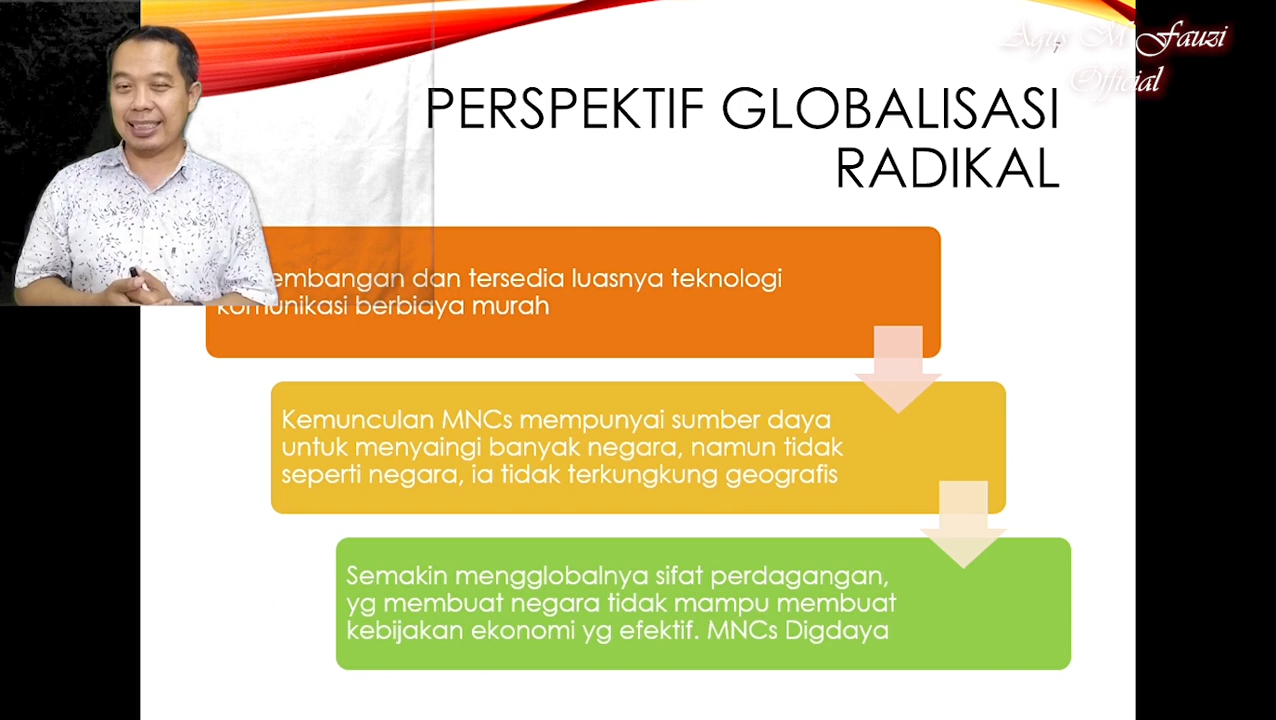 Agus M Fauzi
Official
7
PERSPEKTIF GLOBALISASI
RADIKAL
dan tersedia luasnya teknologi
komunikasi berbiaya murah
Kemunculan MNCs mempunyai sumber daya
untuk menyaingi banyak negara, namun tidak
seperti negara, ia tidak terkungkung geografis
Semakin mengglobalnya sifat perdagangan,
yg membuat negara tidak mampu membuat
kebijakan ekonomi yg efektif. MNCs Digdaya